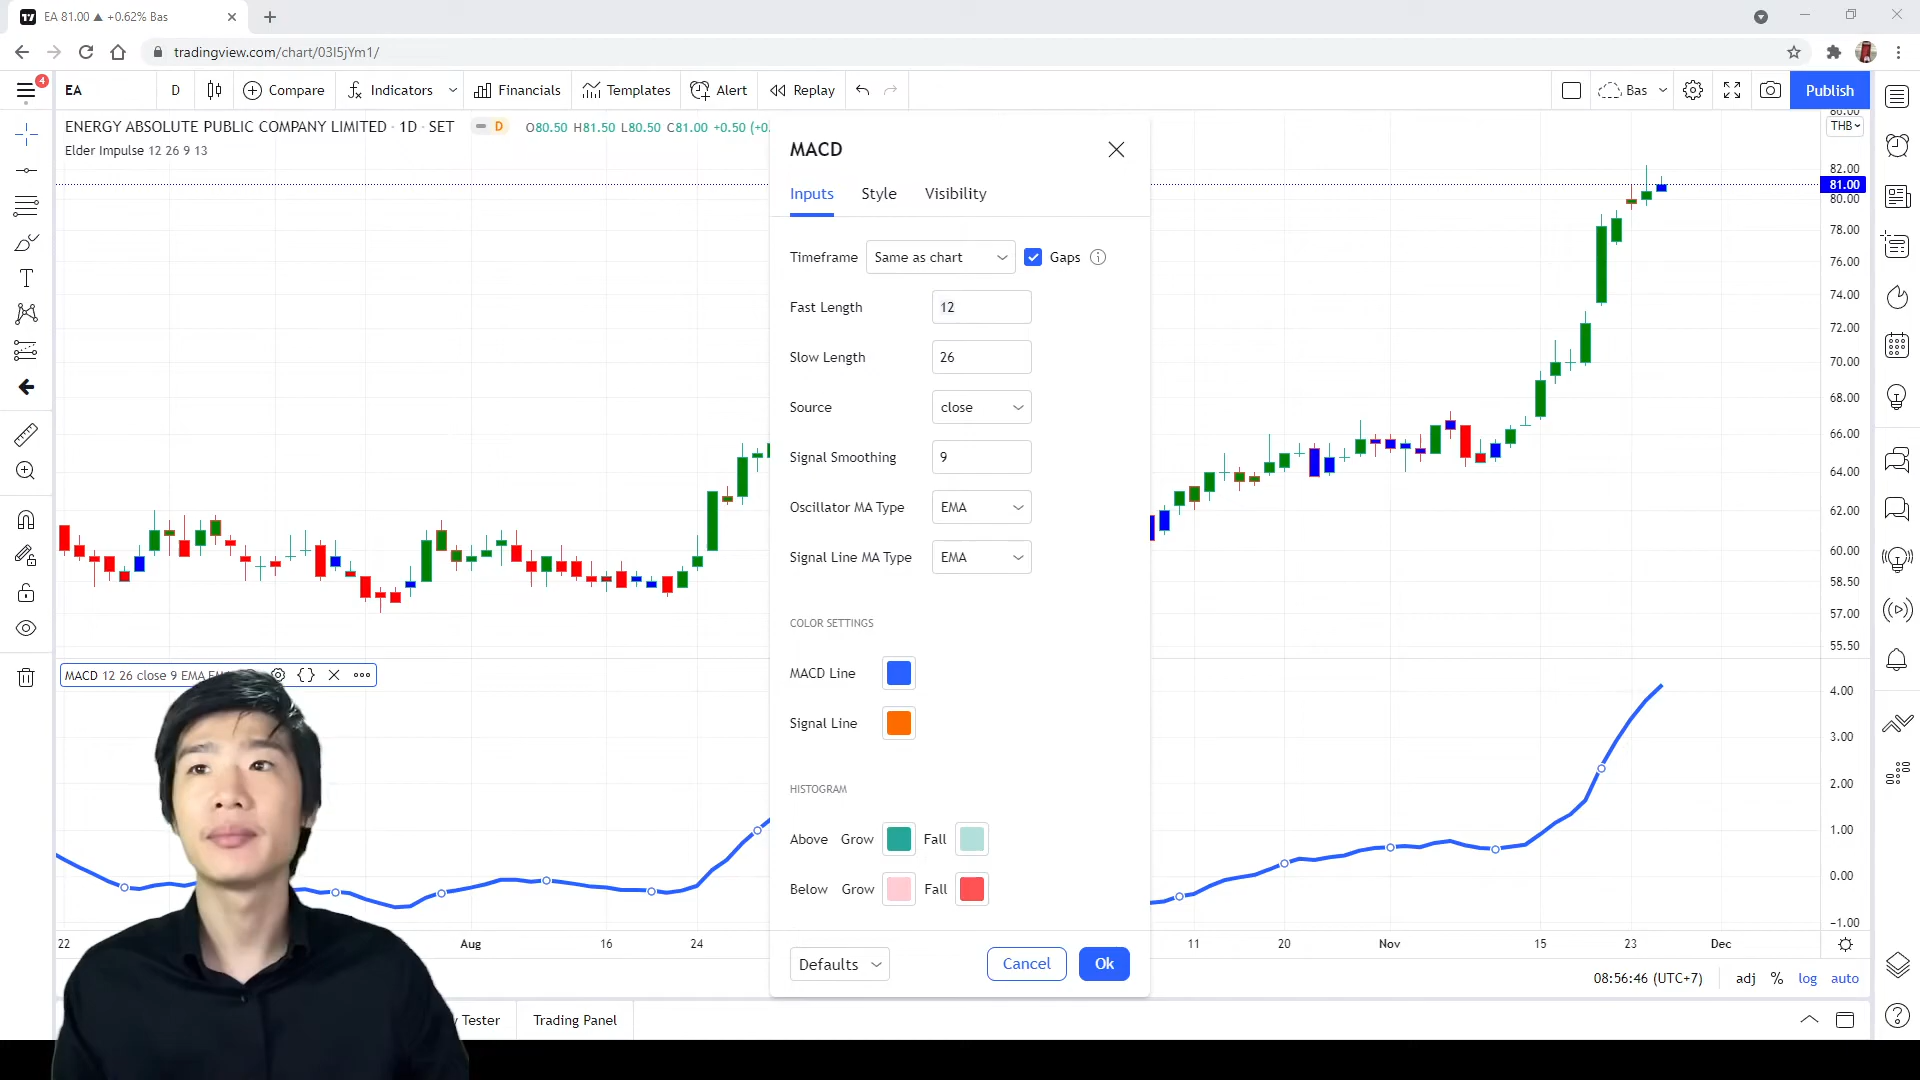 EA 81.00 ▲ +0.62% Bas
tradingview.com/chart/03I5jYm1/
4
EA D Compare Indicators Financials Templates Alert Replay Bas Publish
ENERGY ABSOLUTE PUBLIC COMPANY LIMITED · 1D · SET D O80.50 H81.50 L80.50 C81.00 +0.50
Elder Impulse 12 26 9 13
MACD
Inputs Style Visibility
Timeframe Same as chart Gaps
Fast Length 12
Slow Length 26
Source close
Signal Smoothing 9
Oscillator MA Type EMA
Signal Line MA Type EMA
COLOR SETTINGS
MACD Line
Signal Line
HISTOGRAM
Above Grow Fall
Below Grow Fall
Defaults Cancel Ok
THB
82.00
81.00
80.00
78.00
76.00
74.00
72.00
70.00
68.00
66.00
64.00
62.00
60.00
58.50
57.00
55.50
MACD 12 26 close 9 EMA
4.00
3.00
2.00
1.00
0.00
−1.00
22 Aug 16 24 11 20 Nov 15 23 Dec
08:56:46 (UTC+7) adj % log auto
Tester Trading Panel